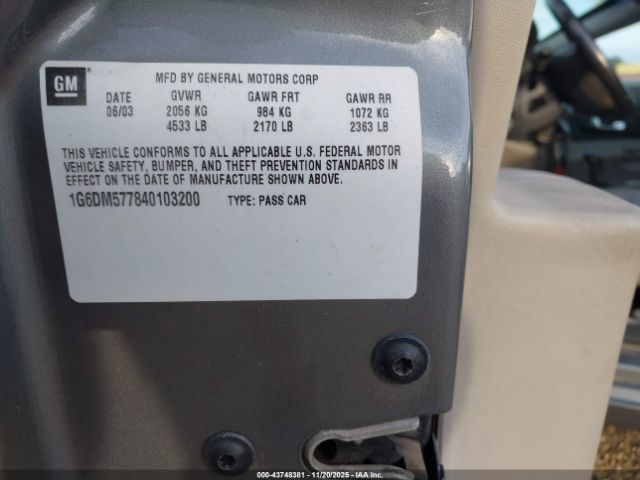 GM
MFD BY GENERAL MOTORS CORP
DATE GVWR GAWR FRT GAWR RR
06/03 2056 KG 984 KG 1072 KG
4533 LB 2170 LB 2363 LB
THIS VEHICLE CONFORMS TO ALL APPLICABLE U.S. FEDERAL MOTOR
VEHICLE SAFETY, BUMPER, AND THEFT PREVENTION STANDARDS IN
EFFECT ON THE DATE OF MANUFACTURE SHOWN ABOVE.
1G6DM577840103200 TYPE: PASS CAR
000-43748381 - 11/20/2025 - IAAI.com